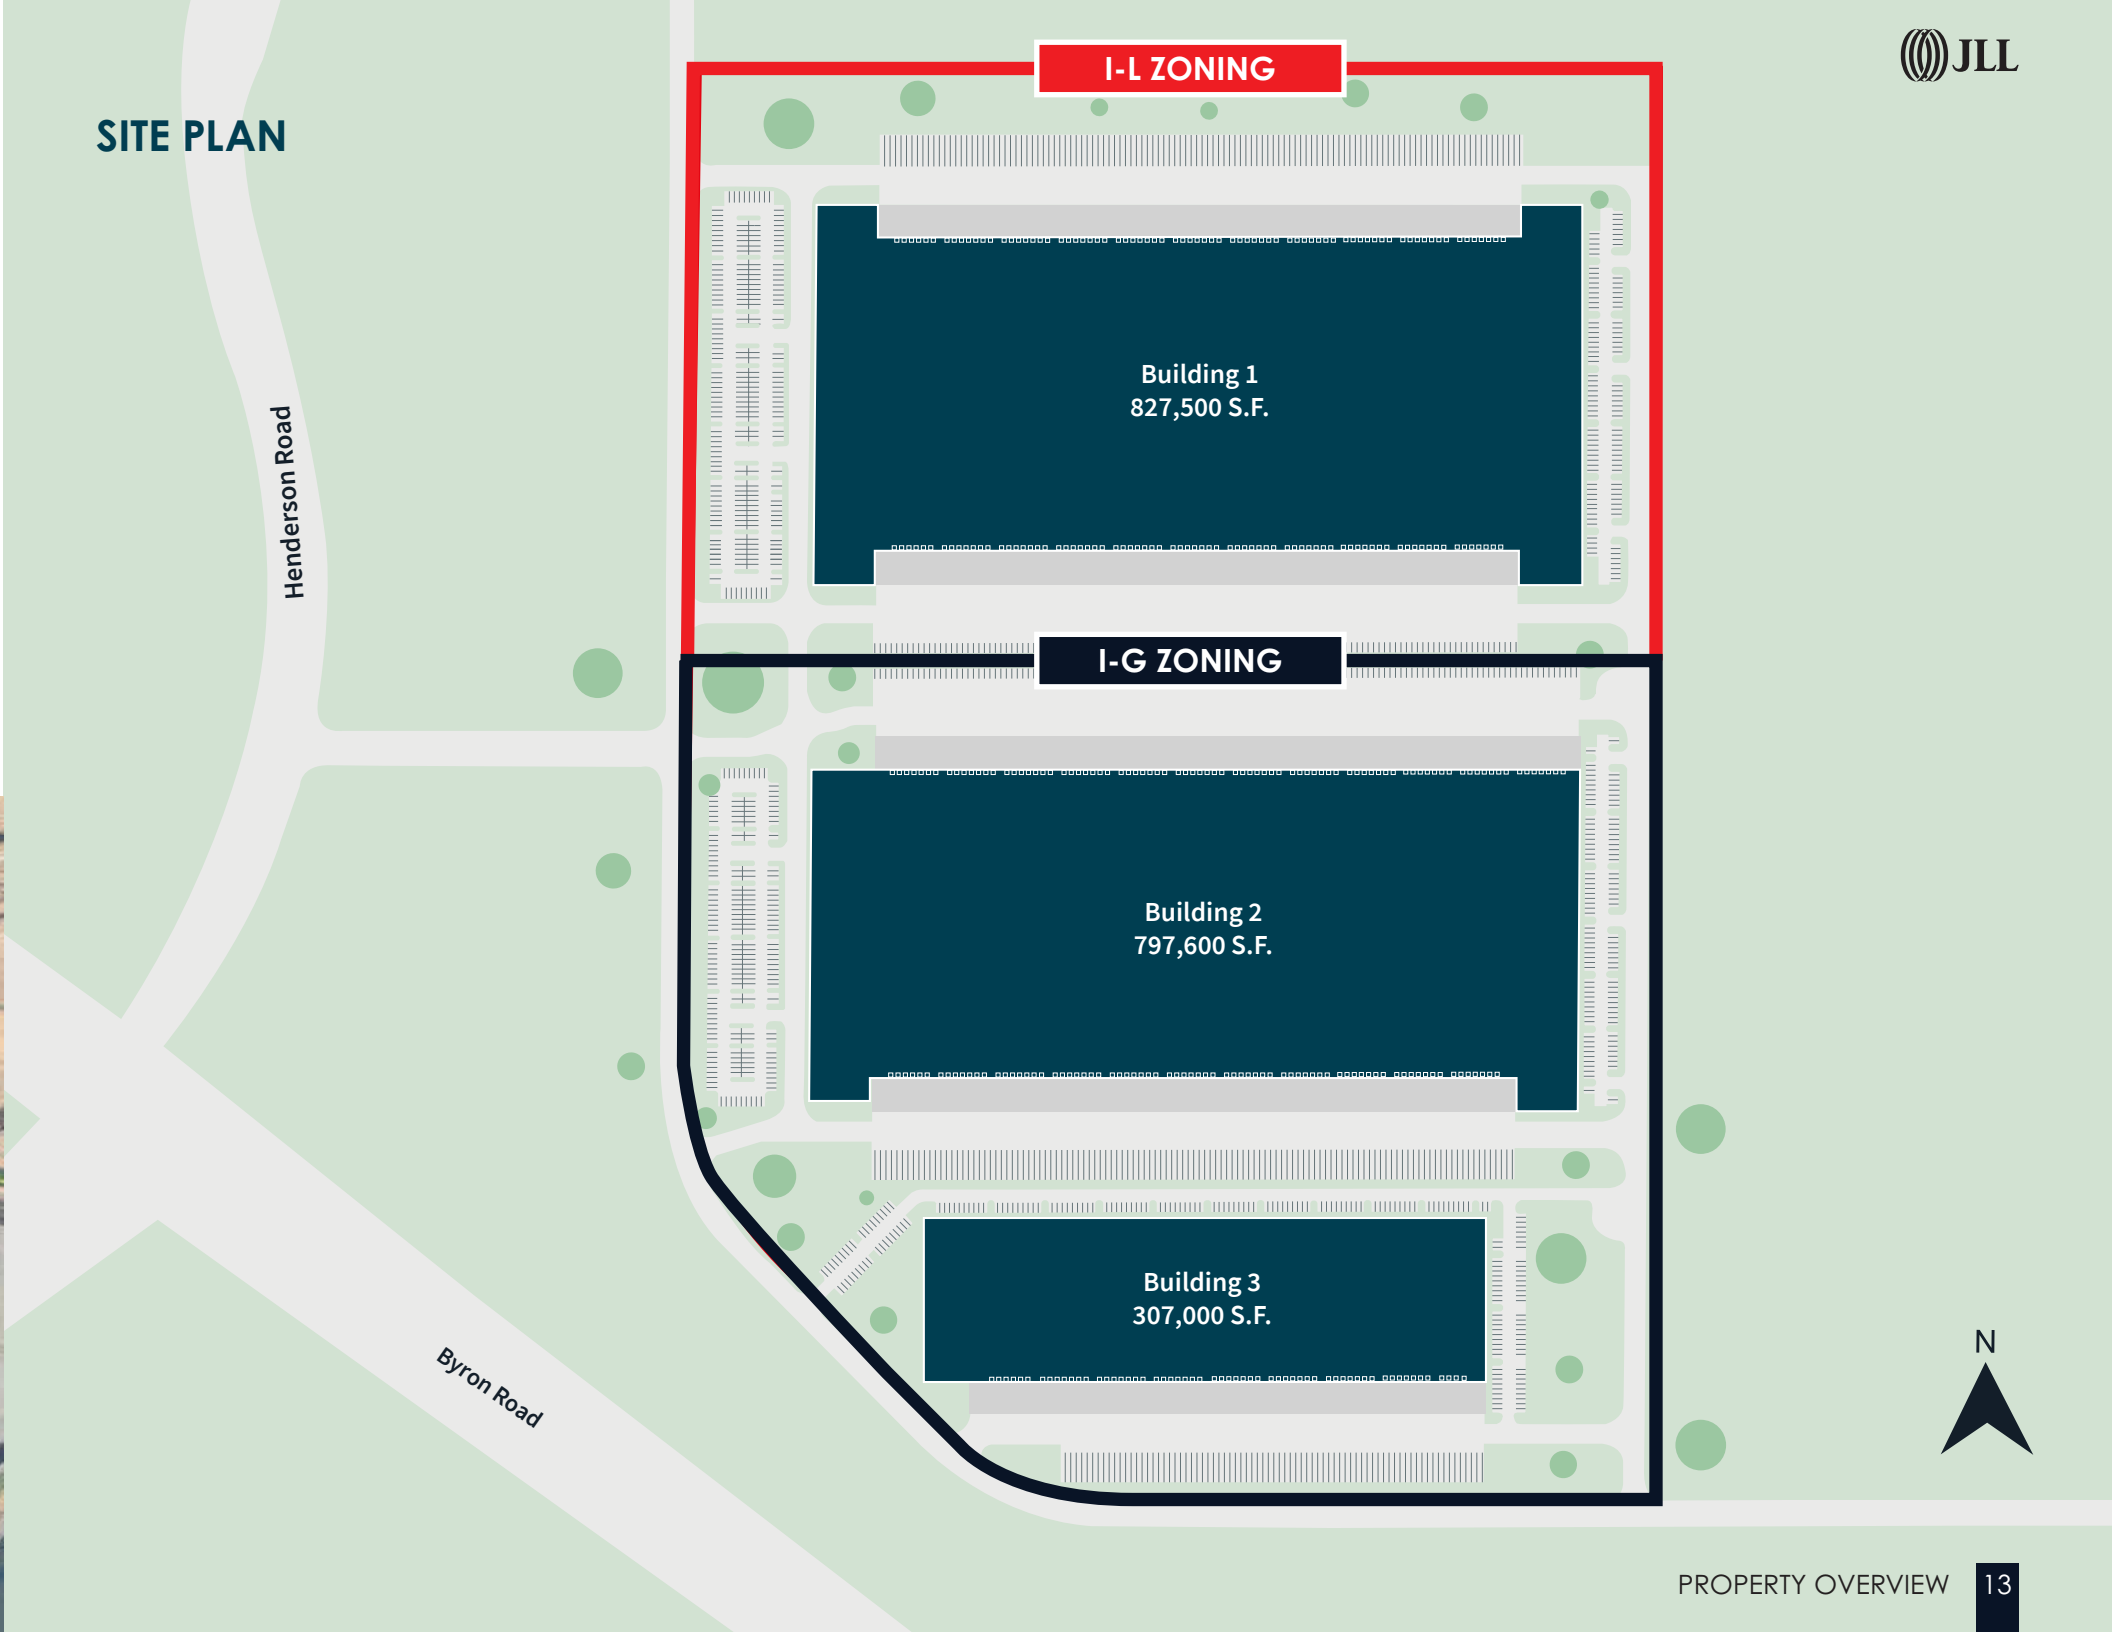 JLL
SITE PLAN
I-L ZONING
Building 1
827,500 S.F.
Henderson Road
I-G ZONING
Building 2
797,600 S.F.
Building 3
307,000 S.F.
Byron Road
N
PROPERTY OVERVIEW 13